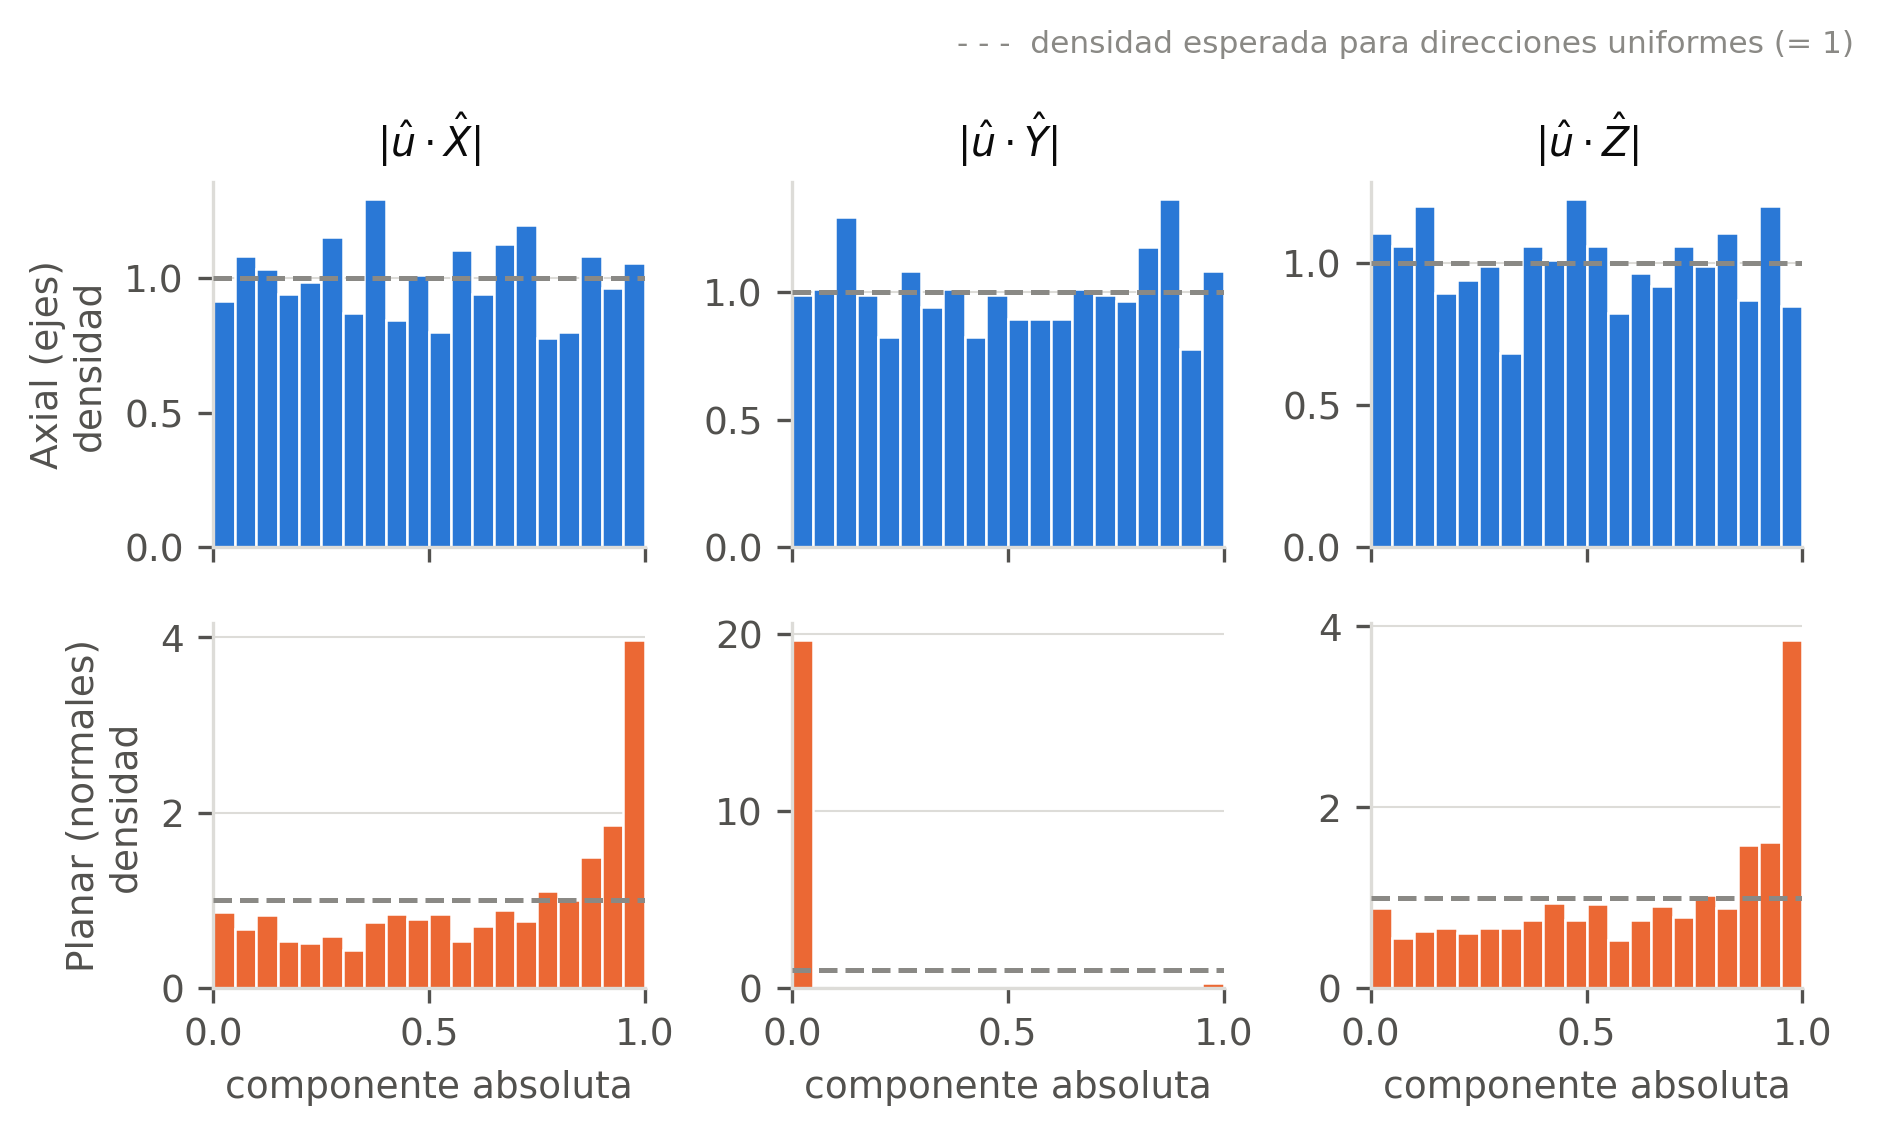 - - - densidad esperada para direcciones uniformes (= 1)
|û · X̂|
|û · Ŷ|
|û · Ẑ|
Axial (ejes)
densidad
1.0
0.5
0.0
1.0
0.5
0.0
1.0
0.5
0.0
Planar (normales)
densidad
4
2
0
20
10
0
4
2
0
0.0 0.5 1.0
0.0 0.5 1.0
0.0 0.5 1.0
componente absoluta
componente absoluta
componente absoluta